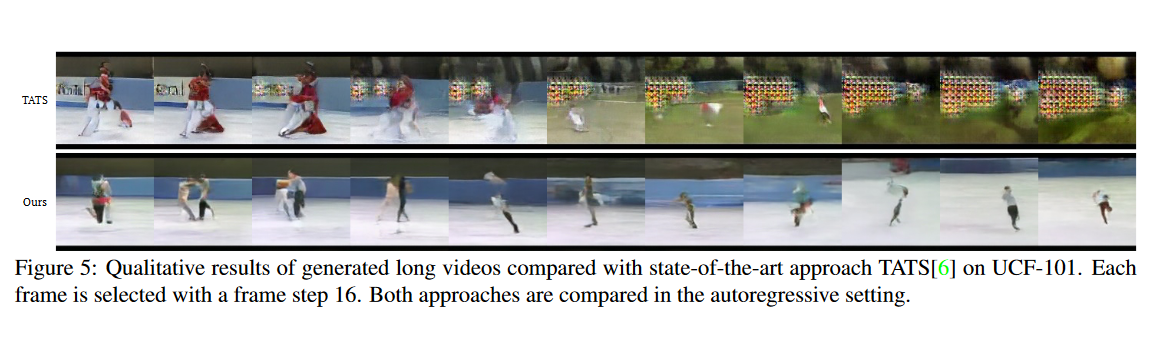 TATS
Ours
Figure 5: Qualitative results of generated long videos compared with state-of-the-art approach TATS[6] on UCF-101. Each
frame is selected with a frame step 16. Both approaches are compared in the autoregressive setting.